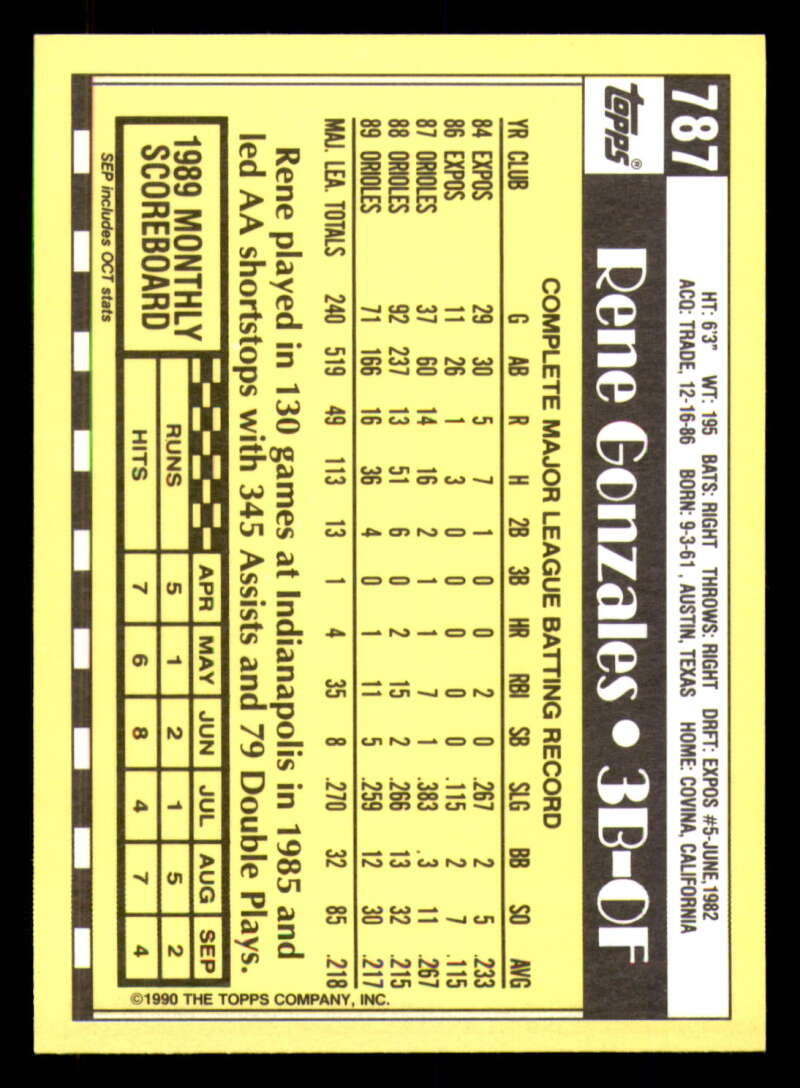 787
HT: 6'3" WT: 195 BATS: RIGHT THROWS: RIGHT DRFT: EXPOS #5-JUNE, 1982
ACQ: TRADE, 12-16-86 BORN: 9-3-61, AUSTIN, TEXAS HOME: COVINA, CALIFORNIA
topps®
Rene Gonzales • 3B-OF
COMPLETE MAJOR LEAGUE BATTING RECORD
YR CLUB G AB R H 2B 3B HR RBI SB SLG BB SO AVG
84 EXPOS 29 30 5 7 1 0 0 2 0 .267 2 5 .233
86 EXPOS 11 26 1 3 0 0 0 0 0 .115 2 7 .115
87 ORIOLES 37 60 14 16 2 1 1 7 1 .383 3 11 .267
88 ORIOLES 92 237 13 51 6 0 2 15 2 .266 13 32 .215
89 ORIOLES 71 166 16 36 4 0 1 11 5 .259 12 30 .217
MAJ. LEA. TOTALS 240 519 49 113 13 1 4 35 8 .270 32 85 .218
Rene played in 130 games at Indianapolis in 1985 and
led AA shortstops with 345 Assists and 79 Double Plays.
1989 MONTHLY
SCOREBOARD
APR MAY JUN JUL AUG SEP
RUNS 5 1 2 1 5 2
HITS 7 6 8 4 7 4
SEP includes OCT stats
©1990 THE TOPPS COMPANY, INC.